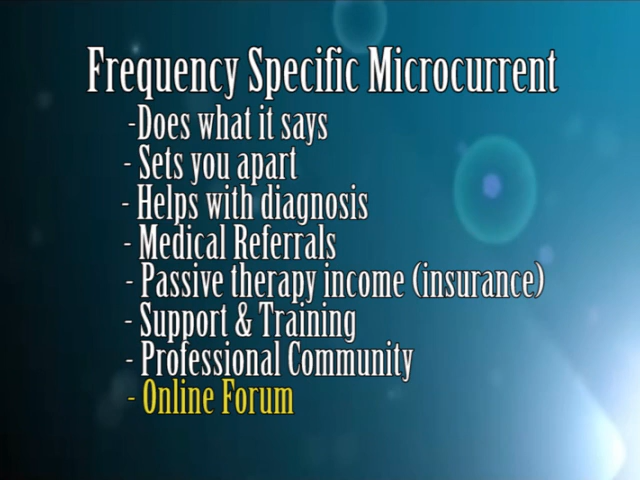 Frequency Specific Microcurrent
-Does what it says
- Sets you apart
- Helps with diagnosis
- Medical Referrals
- Passive therapy income (insurance)
- Support & Training
- Professional Community
- Online Forum